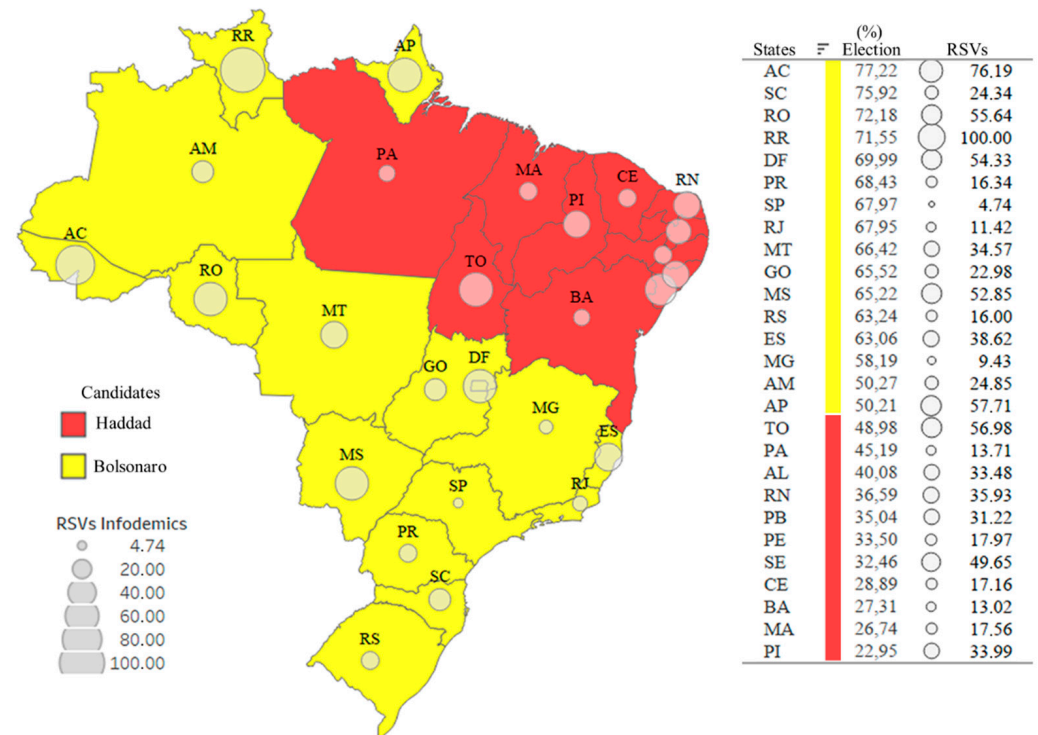 RR
AP
AM
PA
MA
CE
RN
PI
AC
RO
TO
BA
MT
GO
DF
MG
ES
MS
SP
RJ
PR
SC
RS
Candidates
Haddad
Bolsonaro
RSVs Infodemics
4.74
20.00
40.00
60.00
80.00
100.00
(%)
States Election RSVs
AC 77,22 76.19
SC 75,92 24.34
RO 72,18 55.64
RR 71,55 100.00
DF 69,99 54.33
PR 68,43 16.34
SP 67,97 4.74
RJ 67,95 11.42
MT 66,42 34.57
GO 65,52 22.98
MS 65,22 52.85
RS 63,24 16.00
ES 63,06 38.62
MG 58,19 9.43
AM 50,27 24.85
AP 50,21 57.71
TO 48,98 56.98
PA 45,19 13.71
AL 40,08 33.48
RN 36,59 35.93
PB 35,04 31.22
PE 33,50 17.97
SE 32,46 49.65
CE 28,89 17.16
BA 27,31 13.02
MA 26,74 17.56
PI 22,95 33.99